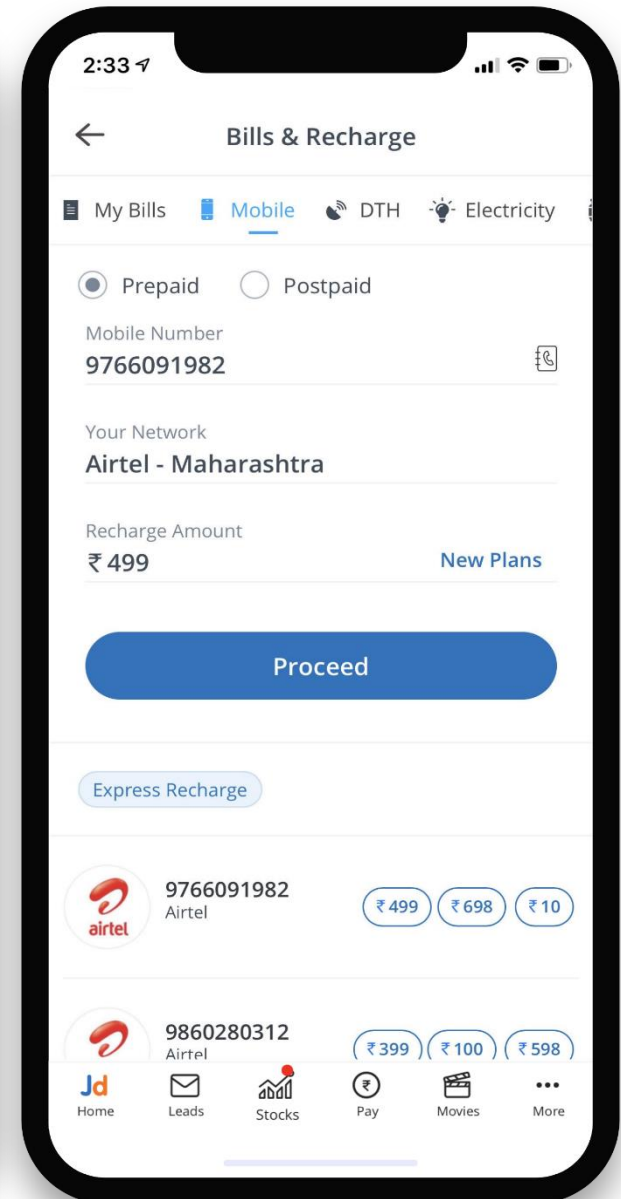 2:33
Bills & Recharge
My Bills Mobile DTH Electricity
Prepaid Postpaid
Mobile Number
9766091982
Your Network
Airtel - Maharashtra
Recharge Amount
₹ 499 New Plans
Proceed
Express Recharge
9766091982
Airtel ₹ 499 ₹ 698 ₹ 10
airtel
9860280312
Airtel ₹ 399 ₹ 100 ₹ 598
Jd
Home Leads Stocks Pay Movies More